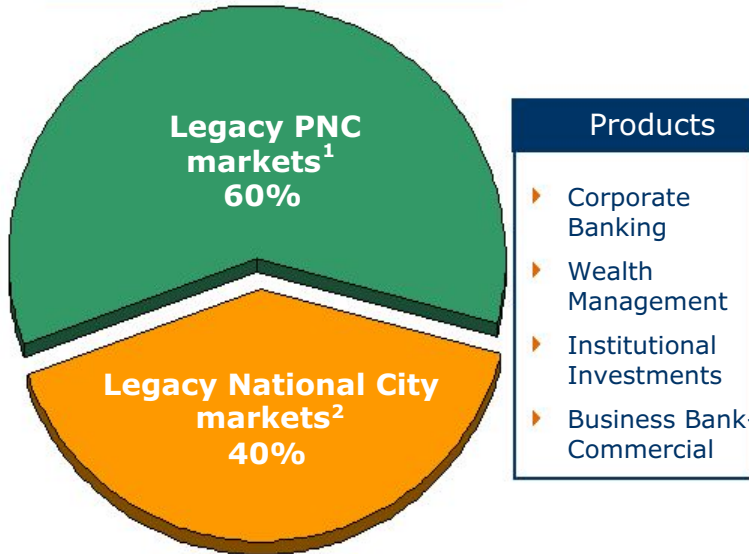 Legacy PNC
markets¹
60%
Legacy National City
markets²
40%
Products
Corporate
Banking
Wealth
Management
Institutional
Investments
Business Bank-
Commercial